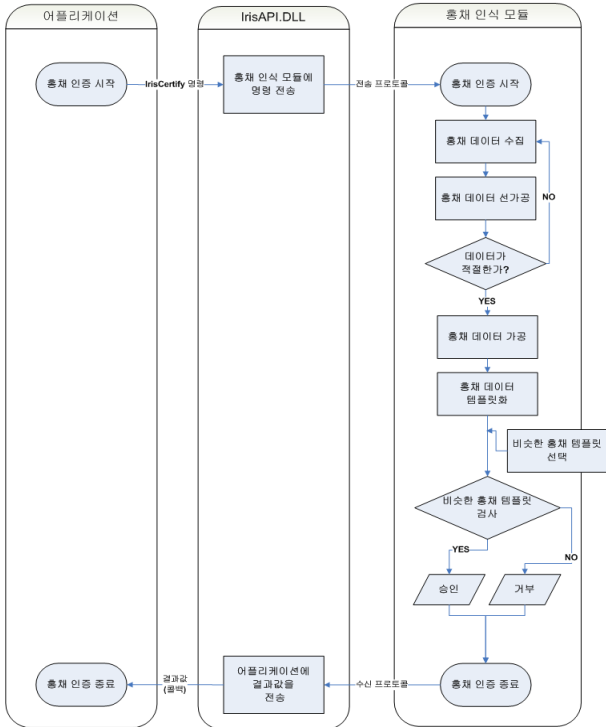 어플리케이션
IrisAPI.DLL
홍채 인식 모듈
홍채 인증 시작
IrisCertify 명령
홍채 인식 모듈에
명령 전송
전송 프로토콜
홍채 인증 시작
홍채 데이터 수집
홍채 데이터 선가공
NO
데이터가
적절한가?
YES
홍채 데이터 가공
홍채 데이터
템플릿화
비슷한 홍채 템플릿
선택
비슷한 홍채 템플릿
검사
YES
NO
승인
거부
홍채 인증 종료
결과값
(콜백)
어플리케이션에
결과값을
전송
수신 프로토콜
홍채 인증 종료